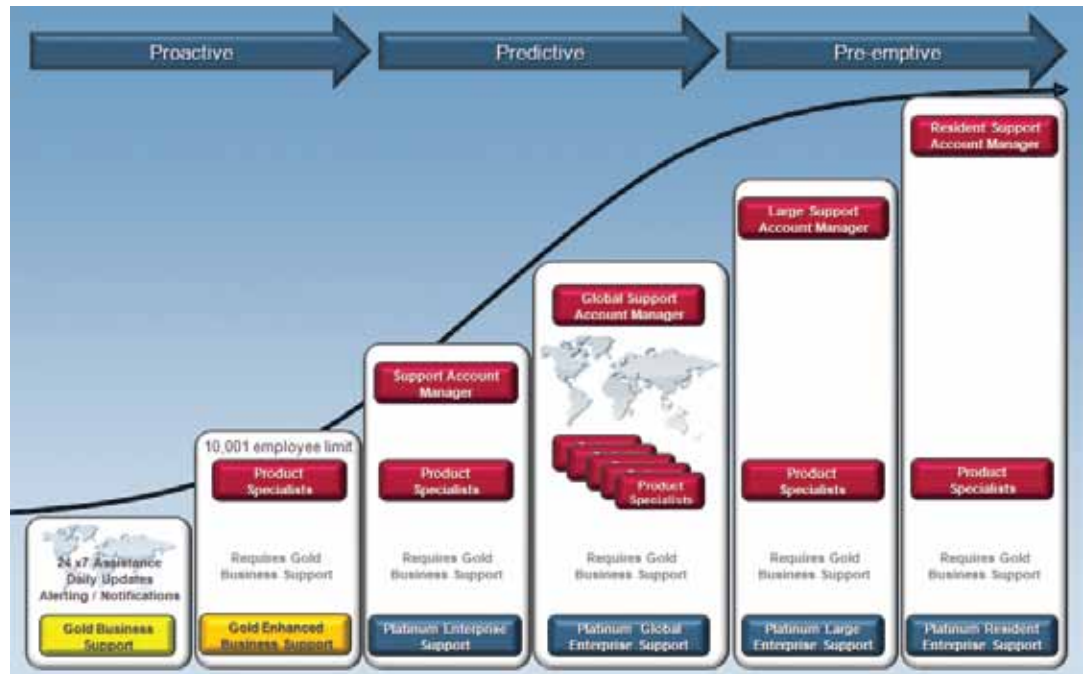 Proactive
Predictive
Pre-emptive
Resident Support
Account Manager
Large Support
Account Manager
Global Support
Account Manager
Support Account
Manager
10,001 employee limit
Product
Specialists
Product
Specialists
Product
Specialists
Product
Specialists
Product
Specialists
24 x7 Assistance
Daily Updates
Alerting / Notifications
Requires Gold
Business Support
Requires Gold
Business Support
Requires Gold
Business Support
Requires Gold
Business Support
Requires Gold
Business Support
Gold Business
Support
Gold Enhanced
Business Support
Platinum Enterprise
Support
Platinum Global
Enterprise Support
Platinum Large
Enterprise Support
Platinum Resident
Enterprise Support